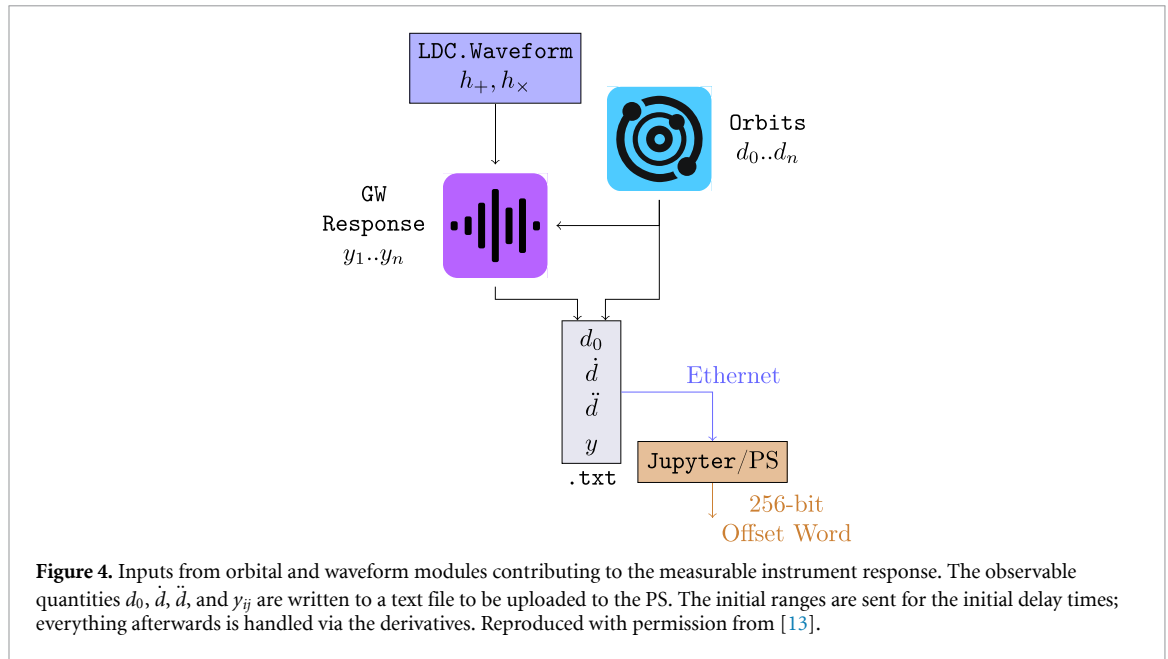 LDC.Waveform
h₊, hₓ
Orbits
d₀..dₙ
GW
Response
y₁..yₙ
d₀
ḋ
d̈
y
.txt
Ethernet
Jupyter/PS
256-bit
Offset Word
Figure 4. Inputs from orbital and waveform modules contributing to the measurable instrument response. The observable
quantities d₀, ḋ, d̈, and yᵢⱼ are written to a text file to be uploaded to the PS. The initial ranges are sent for the initial delay times;
everything afterwards is handled via the derivatives. Reproduced with permission from [13].